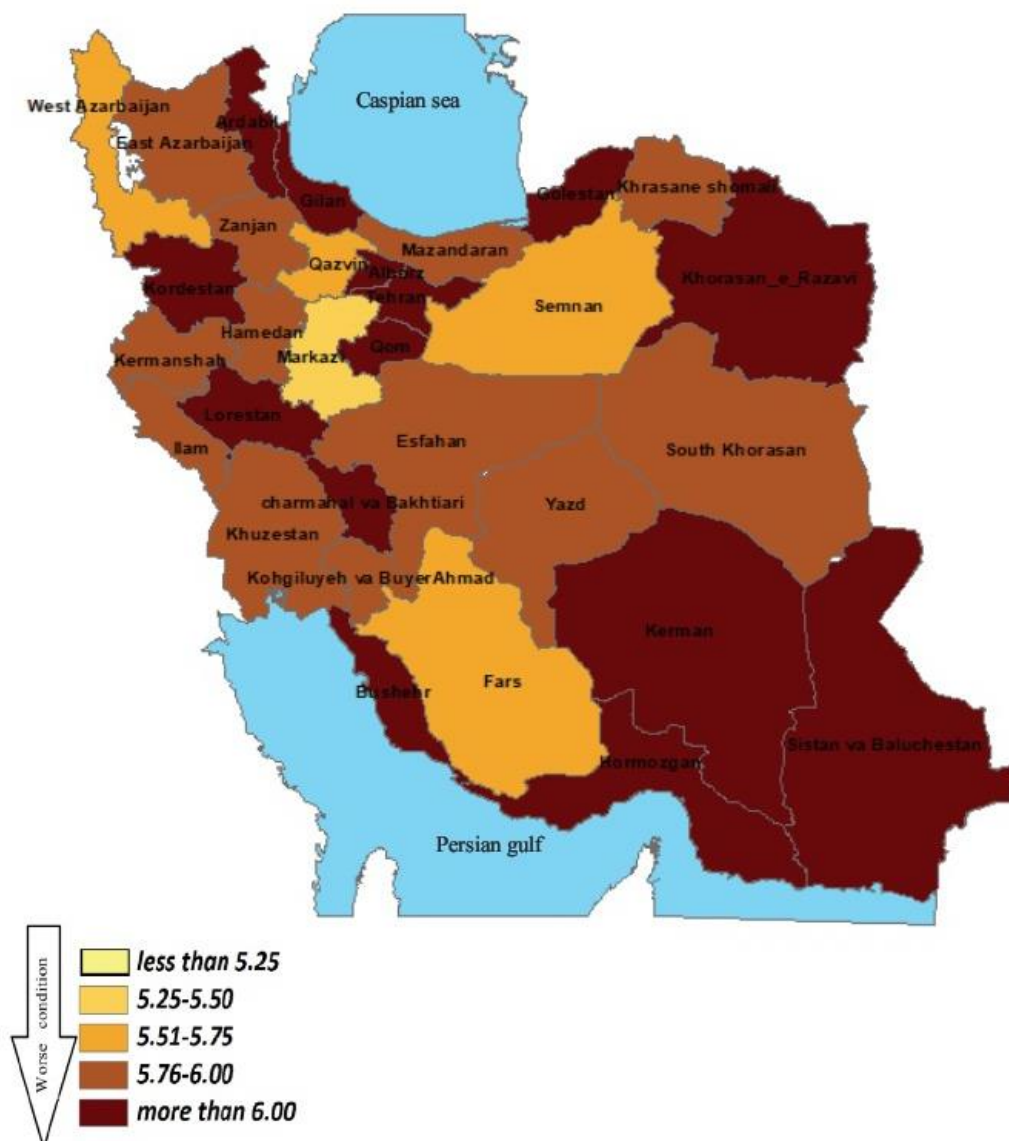 Caspian sea
West Azarbaijan
Ardabil
East Azarbaijan
Gilan
Golestan
Khrasane shomali
Zanjan
Mazandaran
Qazvin
Alborz
Khorasan_e_Razavi
Kordestan
Tehran
Semnan
Hamedan
Qom
Kermanshah
Markazi
Lorestan
Esfahan
Ilam
South Khorasan
charmahal va Bakhtiari
Yazd
Khuzestan
Kohgiluyeh va BuyerAhmad
Kerman
Fars
Bushehr
Sistan va Baluchestan
Hormozgan
Persian gulf
Worse condition
less than 5.25
5.25-5.50
5.51-5.75
5.76-6.00
more than 6.00